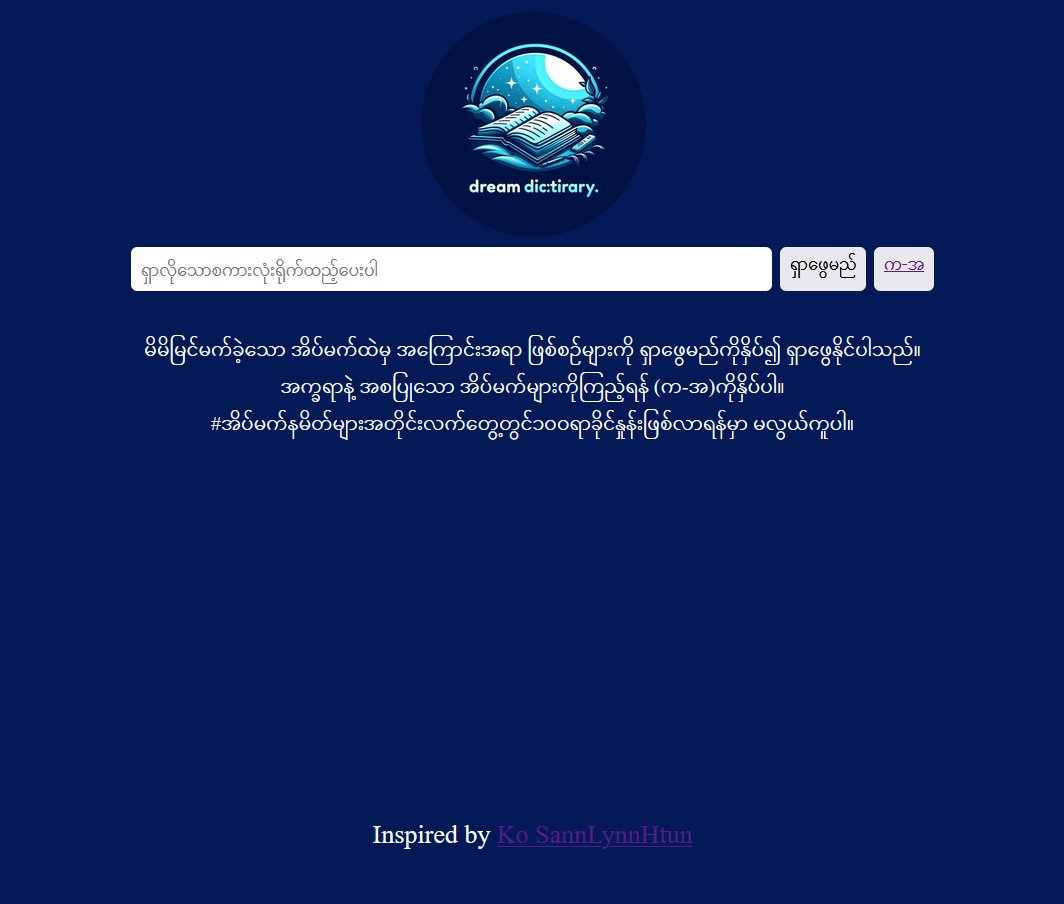 dream dic:tirary.
ရှာလိုသောစကားလုံးရိုက်ထည့်ပေးပါ
ရှာဖွေမည်
က-အ
မိမိမြင်မက်ခဲ့သော အိပ်မက်ထဲမှ အကြောင်းအရာ ဖြစ်စဉ်များကို ရှာဖွေမည်ကိုနှိပ်၍ ရှာဖွေနိုင်ပါသည်။
အက္ခရာနဲ့ အစပြုသော အိပ်မက်များကိုကြည့်ရန် (က-အ)ကိုနှိပ်ပါ။
#အိပ်မက်နမိတ်များအတိုင်းလက်တွေ့တွင်၁၀၀ရာခိုင်နှုန်းဖြစ်လာရန်မှာ မလွယ်ကူပါ။
Inspired by Ko SannLynnHtun